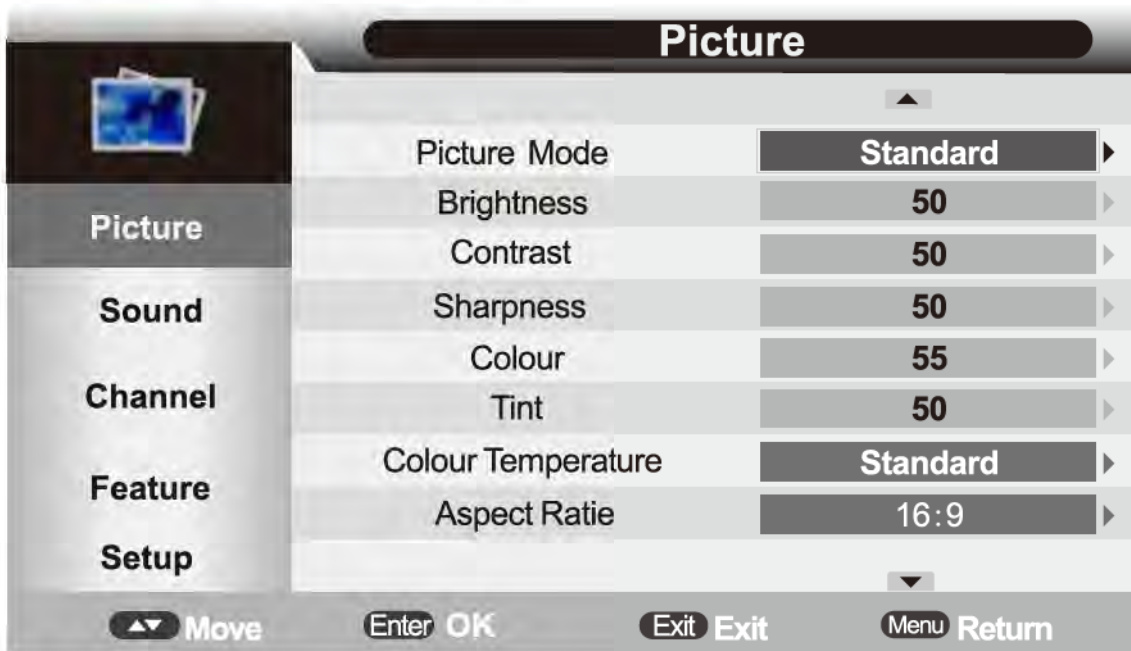 Picture
Picture Mode Standard
Brightness 50
Picture
Contrast 50
Sound
Sharpness 50
Colour 55
Channel
Tint 50
Colour Temperature Standard
Feature
Aspect Ratie 16:9
Setup
Move Enter OK Exit Exit Menu Return